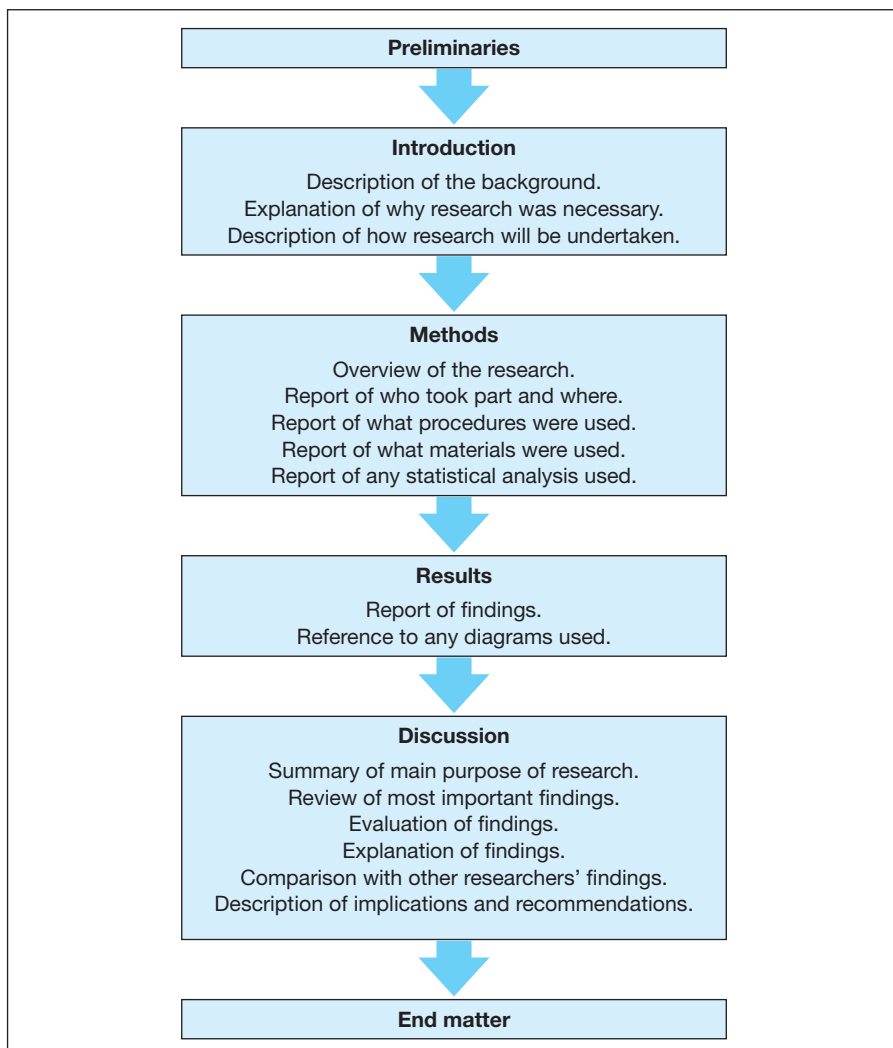 Preliminaries
Introduction
Description of the background.
Explanation of why research was necessary.
Description of how research will be undertaken.
Methods
Overview of the research.
Report of who took part and where.
Report of what procedures were used.
Report of what materials were used.
Report of any statistical analysis used.
Results
Report of findings.
Reference to any diagrams used.
Discussion
Summary of main purpose of research.
Review of most important findings.
Evaluation of findings.
Explanation of findings.
Comparison with other researchers’ findings.
Description of implications and recommendations.
End matter